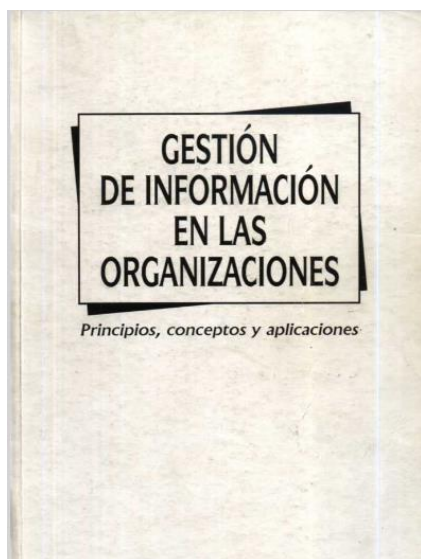 GESTIÓN
DE INFORMACIÓN
EN LAS
ORGANIZACIONES
Principios, conceptos y aplicaciones